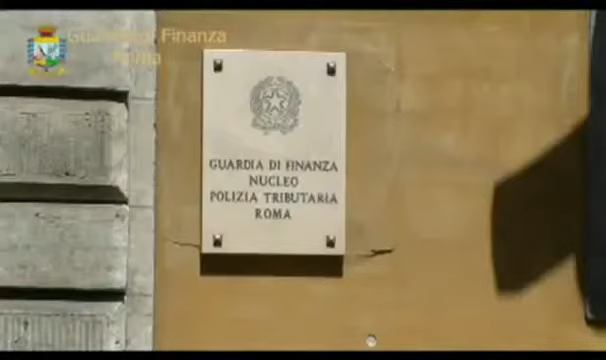 Guardia di Finanza
Roma
GUARDIA DI FINANZA
NUCLEO
POLIZIA TRIBUTARIA
ROMA